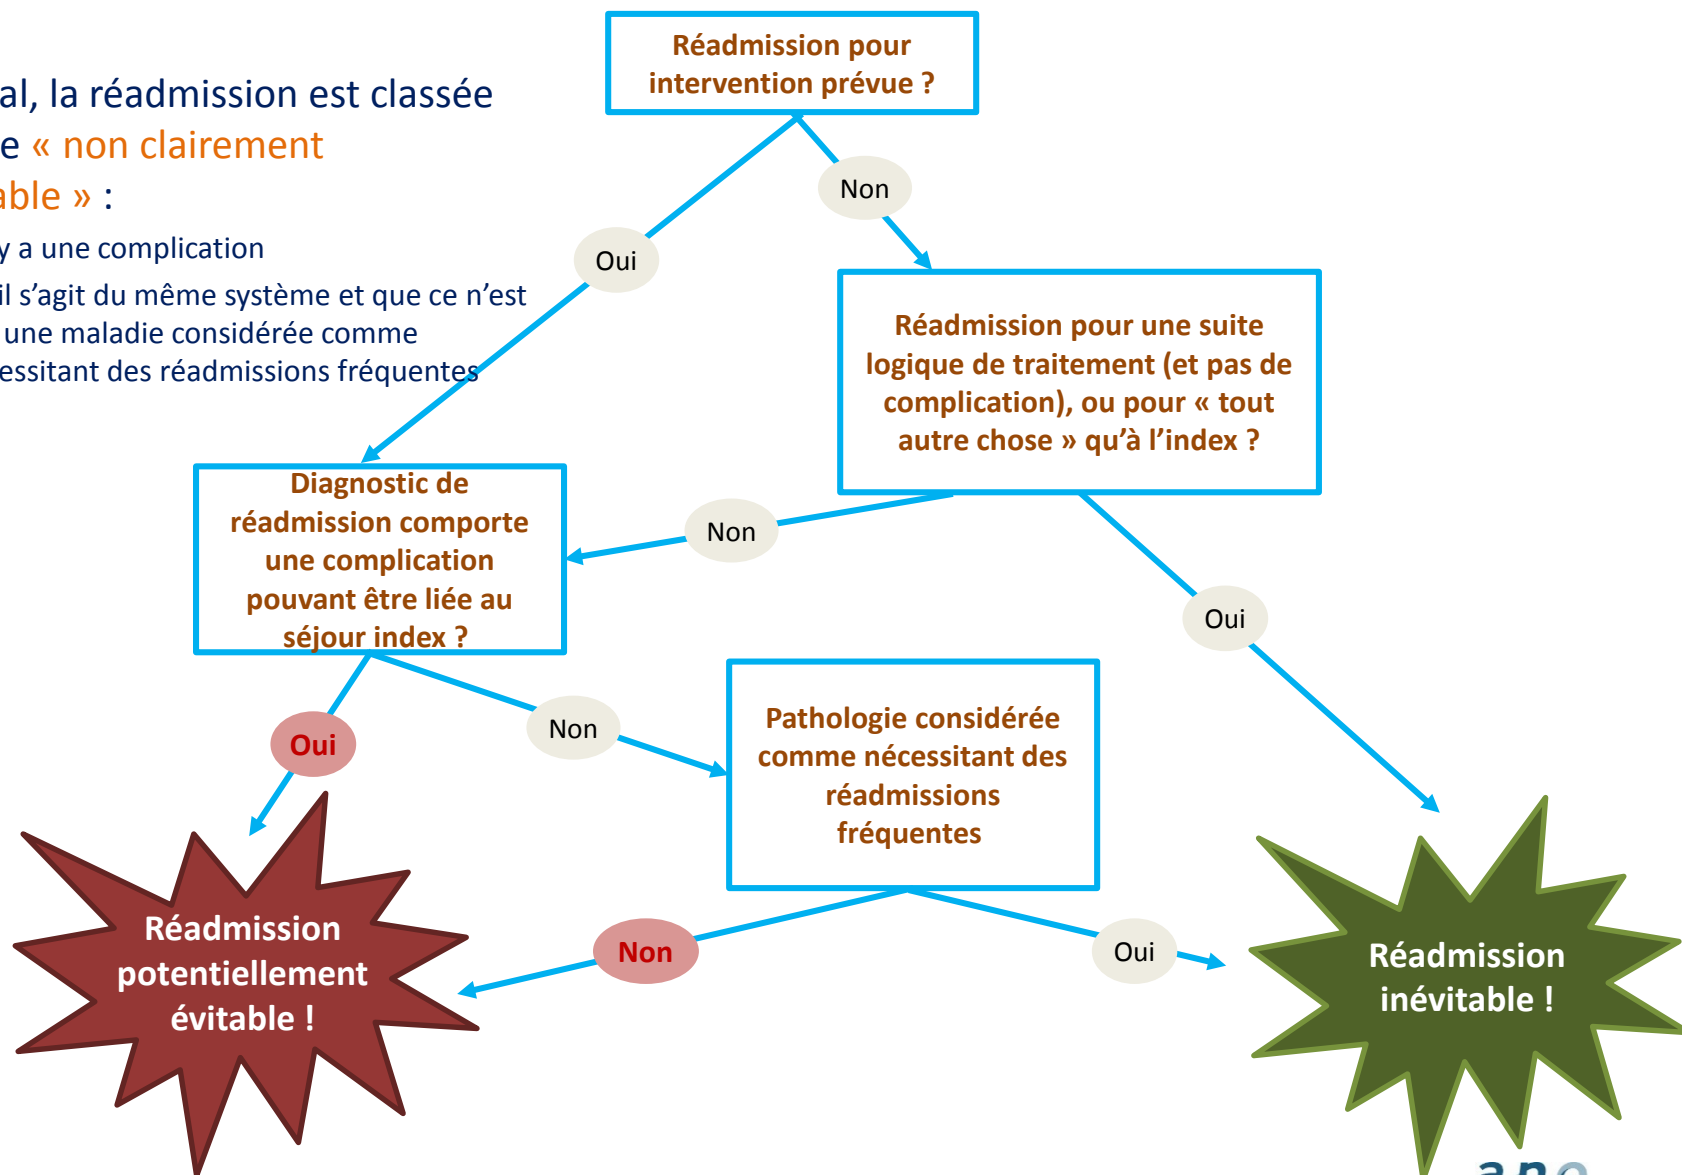 Réadmission pour
intervention prévue ?
al, la réadmission est classée
e « non clairement
able » :
y a une complication
il s’agit du même système et que ce n’est
une maladie considérée comme
essitant des réadmissions fréquentes
Non
Oui
Réadmission pour une suite
logique de traitement (et pas de
complication), ou pour « tout
autre chose » qu’à l’index ?
Diagnostic de
réadmission comporte
une complication
pouvant être liée au
séjour index ?
Non
Oui
Oui
Non
Pathologie considérée
comme nécessitant des
réadmissions
fréquentes
Non
Oui
Réadmission
potentiellement
évitable !
Réadmission
inévitable !